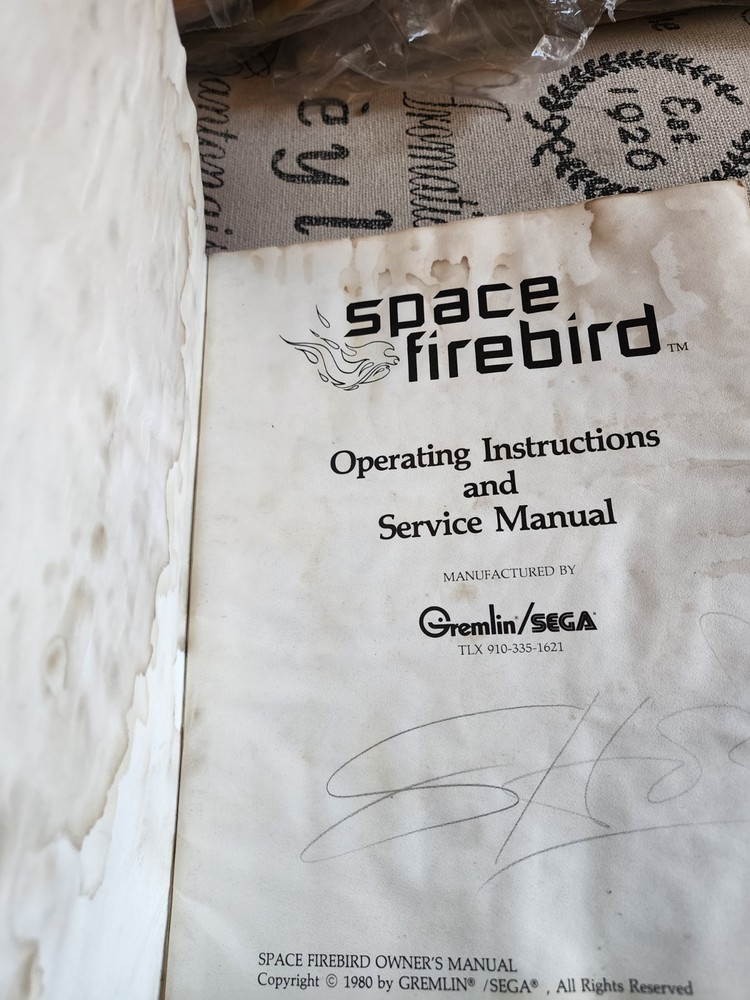 Est
1926
space
firebird™
Operating Instructions
and
Service Manual
MANUFACTURED BY
Gremlin®/SEGA®
TLX 910-335-1621
SPACE FIREBIRD OWNER'S MANUAL
Copyright © 1980 by GREMLIN® /SEGA® , All Rights Reserved